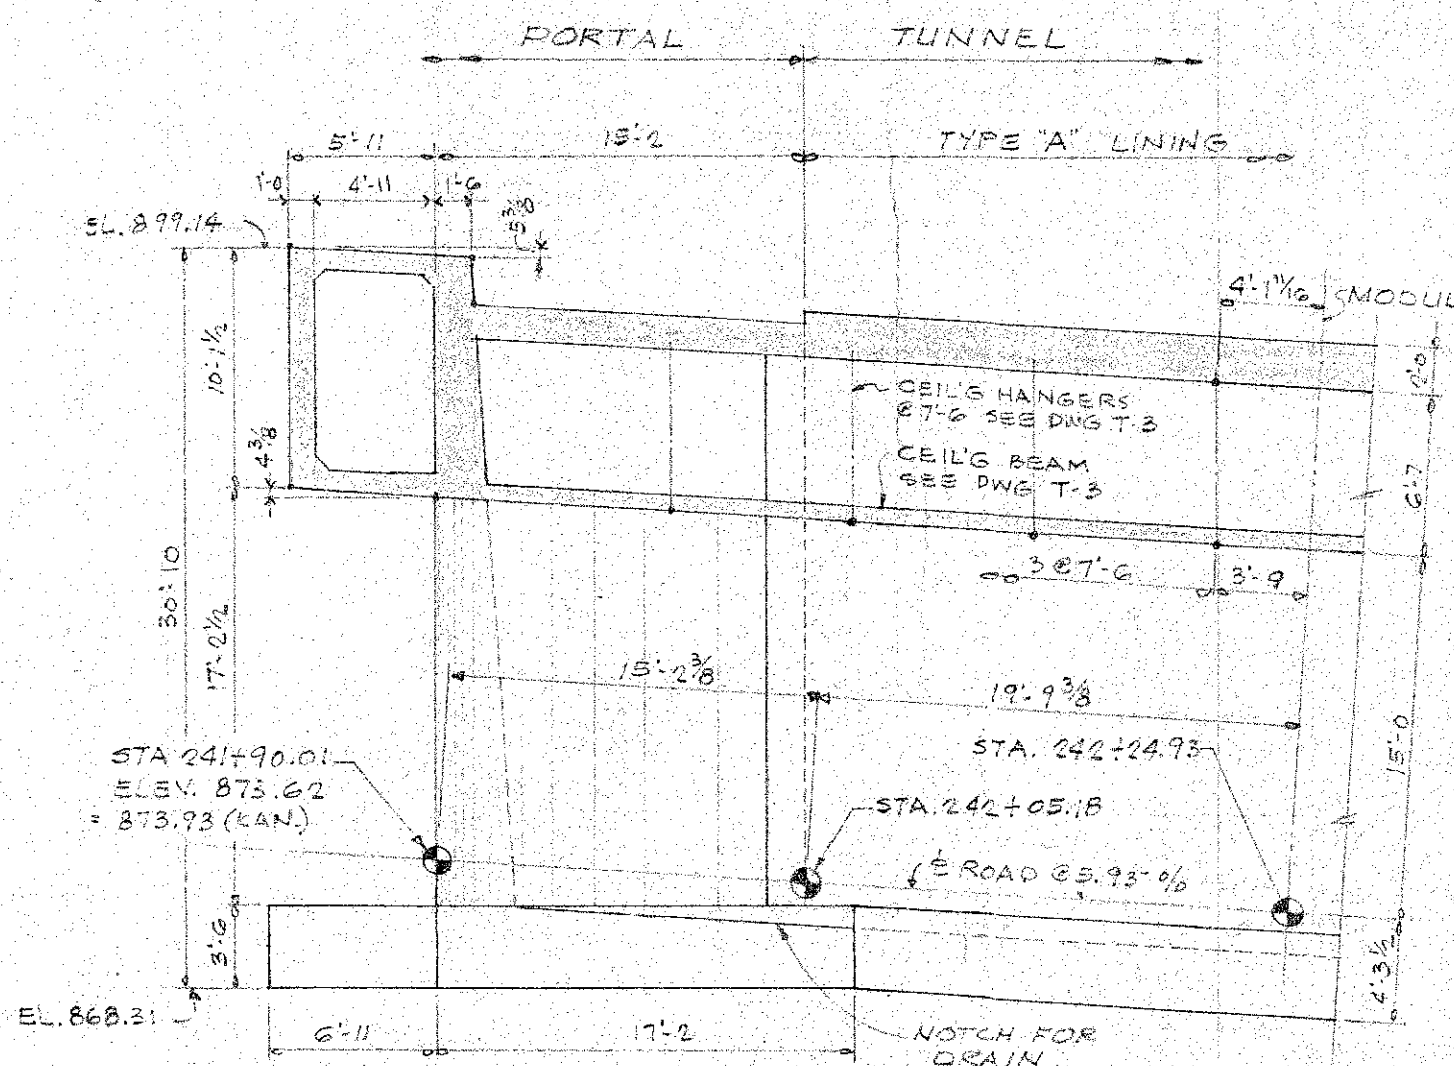 PORTAL
TUNNEL
5'-11
15'-2
TYPE "A" LINING
1'-0
4'-11
1'-6
5 3/8
EL. 899.14
4'-1 11/16
10'-1 1/2
2'-0
CEIL'G HANGERS
@ 7'-6 SEE DWG T-3
CEIL'G BEAM
SEE DWG T-3
4 3/8
6'-7
30'-10
17'-2 1/2
3 @ 7'-6
3'-9
15'-2 3/8
19'-9 3/8
15'-0
STA 241+90.01
ELEV. 873.62
= 873.93 (KAN.)
STA. 242+24.93
STA. 242+05.18
℄ ROAD @ 5.93-%
3'-6
4'-3 1/2
EL. 868.31
6'-11
17'-2
NOTCH FOR
DRAIN